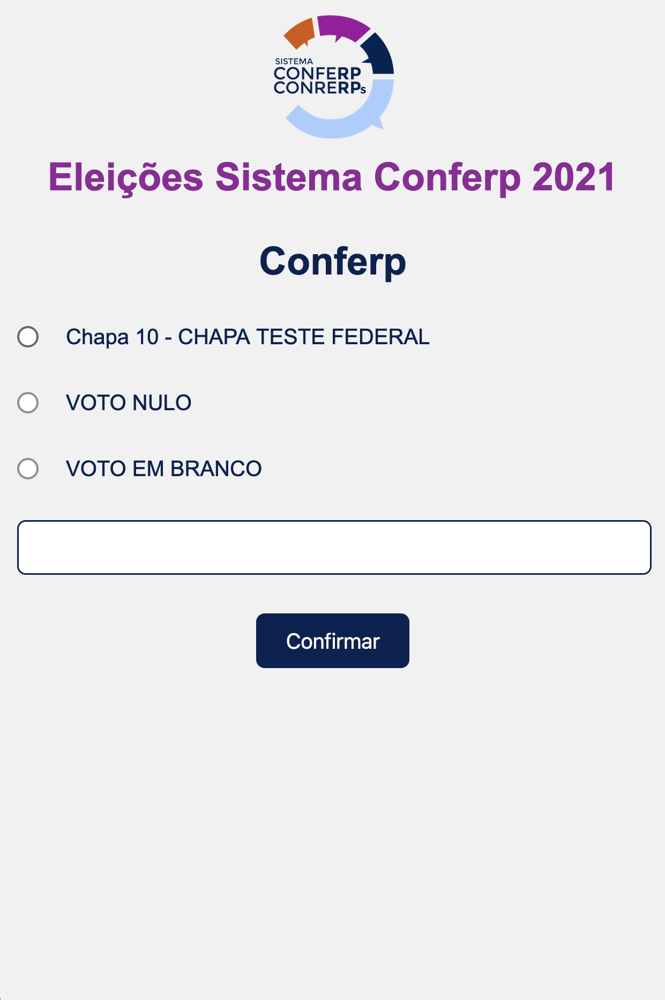 SISTEMA
CONFERP
CONRERPs
Eleições Sistema Conferp 2021
Conferp
Chapa 10 - CHAPA TESTE FEDERAL
VOTO NULO
VOTO EM BRANCO
Confirmar